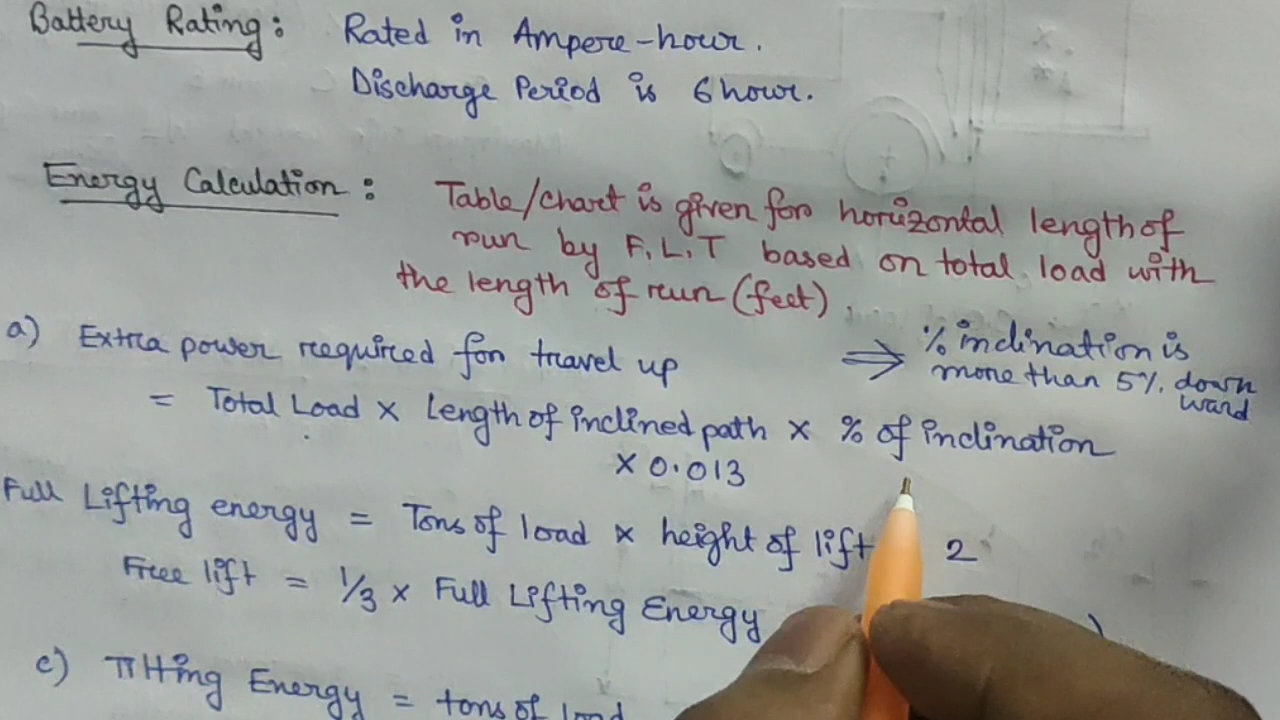 Battery Rating : Rated in Ampere-hour.
Discharge Period is 6 hour.
Energy Calculation : Table/chart is given for horizontal length of
run by F.L.T based on total load with
the length of run (feet).
a) Extra power required for travel up ⇒ % inclination is
more than 5% down
ward
= Total Load × Length of inclined path × % of inclination
× 0.013
Full Lifting energy = Tons of load × height of lift 2
Free lift = 1/3 × Full Lifting Energy )
c) Tilting Energy = tons of load